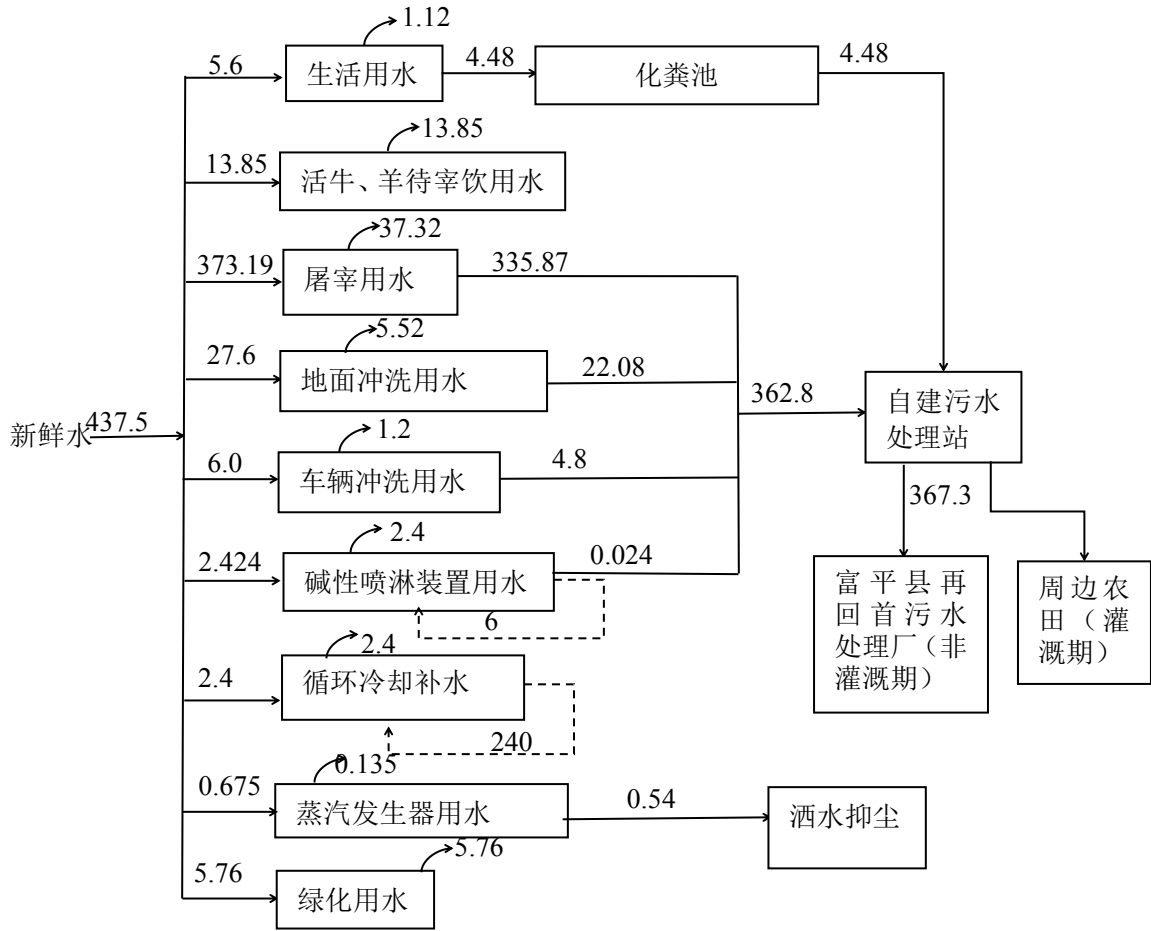 1.12
5.6
生活用水
4.48
化粪池
4.48
13.85
13.85
活牛、羊待宰饮用水
37.32
373.19
屠宰用水
335.87
5.52
27.6
地面冲洗用水
22.08
新鲜水
437.5
1.2
6.0
车辆冲洗用水
4.8
362.8
自建污水
处理站
367.3
2.4
2.424
碱性喷淋装置用水
0.024
6
富平县再
回首污水
处理厂（非
灌溉期）
周边农
田（灌
溉期）
2.4
2.4
循环冷却补水
240
0.135
0.675
蒸汽发生器用水
0.54
洒水抑尘
5.76
5.76
绿化用水